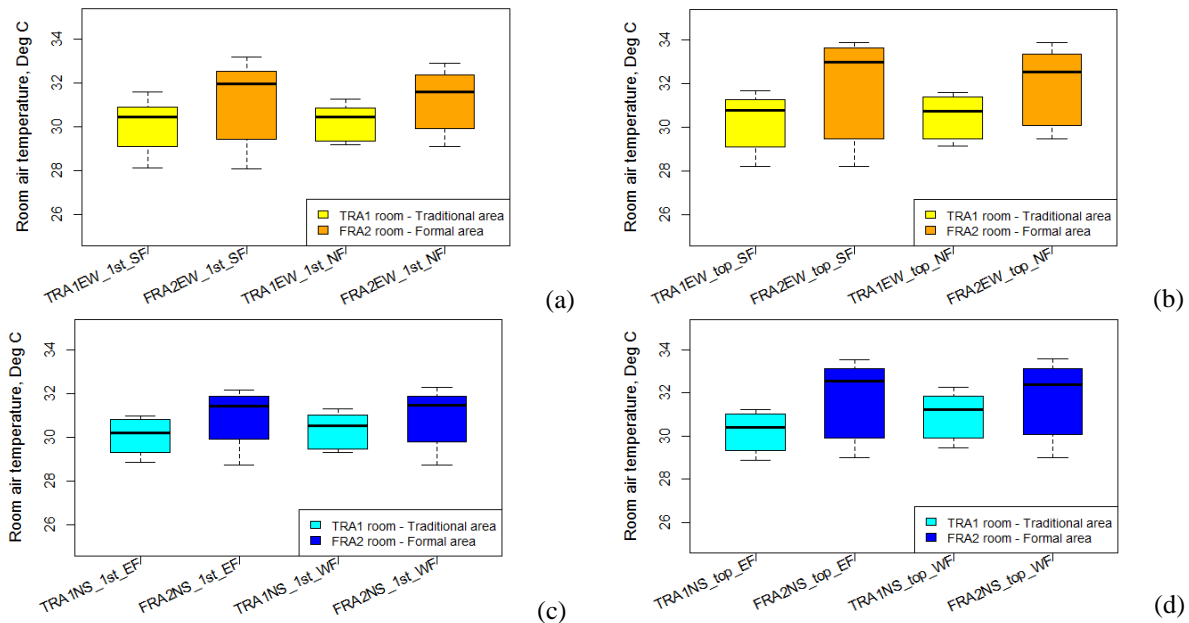 Room air temperature, Deg C
34
32
30
28
26
TRA1 room - Traditional area
FRA2 room - Formal area
TRA1EW_1st_SF/
FRA2EW_1st_SF/
TRA1EW_1st_NF/
FRA2EW_1st_NF/
(a)
Room air temperature, Deg C
34
32
30
28
26
TRA1 room - Traditional area
FRA2 room - Formal area
TRA1EW_top_SF/
FRA2EW_top_SF/
TRA1EW_top_NF/
FRA2EW_top_NF/
(b)
Room air temperature, Deg C
34
32
30
28
26
TRA1 room - Traditional area
FRA2 room - Formal area
TRA1NS_1st_EF/
FRA2NS_1st_EF/
TRA1NS_1st_WF/
FRA2NS_1st_WF/
(c)
Room air temperature, Deg C
34
32
30
28
26
TRA1 room - Traditional area
FRA2 room - Formal area
TRA1NS_top_EF/
FRA2NS_top_EF/
TRA1NS_top_WF/
FRA2NS_top_WF/
(d)